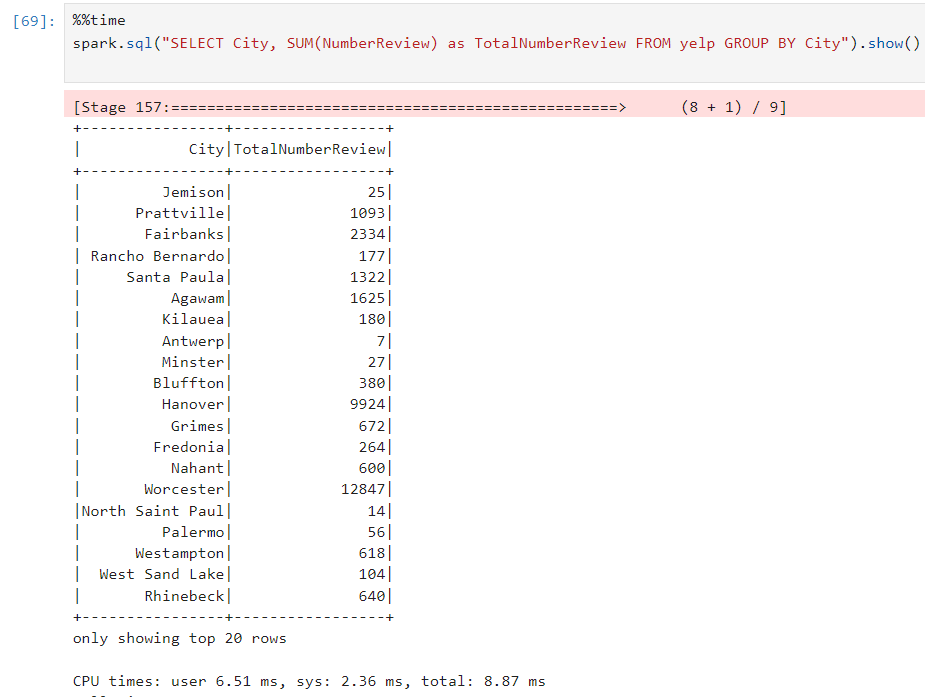 [69]: %%time
spark.sql("SELECT City, SUM(NumberReview) as TotalNumberReview FROM yelp GROUP BY City").show()
[Stage 157:==================================================>      (8 + 1) / 9]
+----------------+-----------------+
|            City|TotalNumberReview|
+----------------+-----------------+
|         Jemison|               25|
|      Prattville|             1093|
|       Fairbanks|             2334|
| Rancho Bernardo|              177|
|     Santa Paula|             1322|
|          Agawam|             1625|
|         Kilauea|              180|
|         Antwerp|                7|
|         Minster|               27|
|        Bluffton|              380|
|         Hanover|             9924|
|          Grimes|              672|
|        Fredonia|              264|
|          Nahant|              600|
|       Worcester|            12847|
|North Saint Paul|               14|
|         Palermo|               56|
|      Westampton|              618|
|  West Sand Lake|              104|
|       Rhinebeck|              640|
+----------------+-----------------+
only showing top 20 rows
CPU times: user 6.51 ms, sys: 2.36 ms, total: 8.87 ms